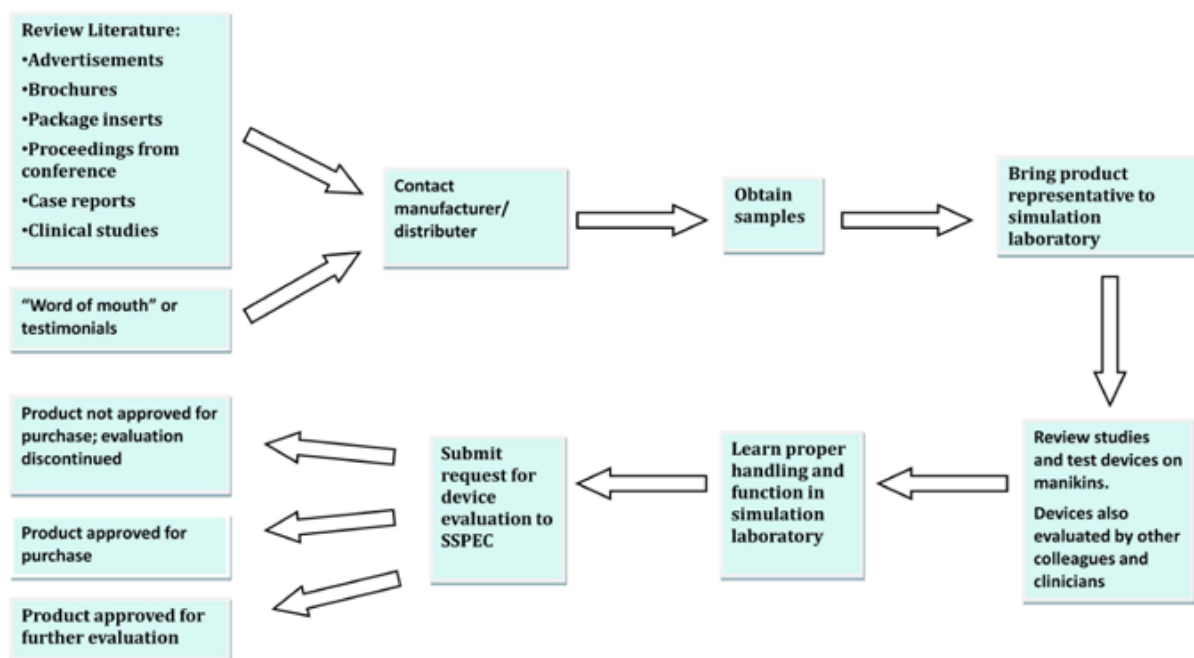 Review Literature:
•Advertisements
•Brochures
•Package inserts
•Proceedings from
conference
•Case reports
•Clinical studies
"Word of mouth" or
testimonials
Contact
manufacturer/
distributer
Obtain
samples
Bring product
representative to
simulation
laboratory
Review studies
and test devices on
manikins.
Devices also
evaluated by other
colleagues and
clinicians
Learn proper
handling and
function in
simulation
laboratory
Submit
request for
device
evaluation to
SSPEC
Product not approved for
purchase; evaluation
discontinued
Product approved for
purchase
Product approved for
further evaluation